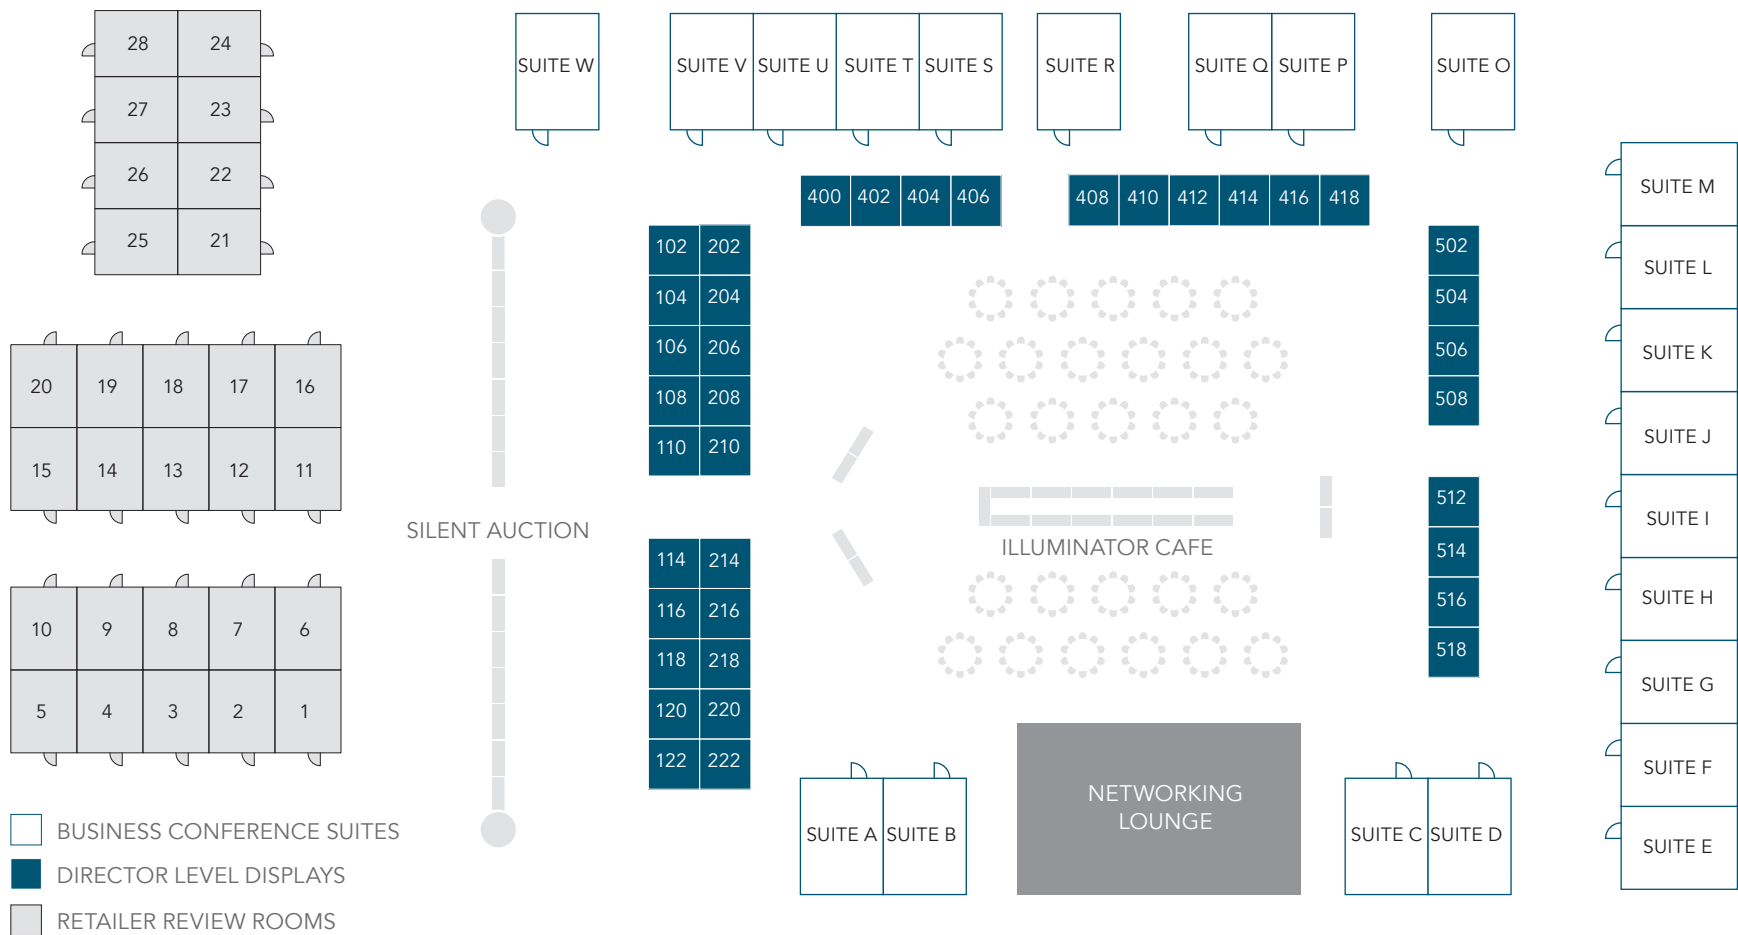 28 24
27 23
26 22
25 21
20 19 18 17 16
15 14 13 12 11
10 9 8 7 6
5 4 3 2 1
SUITE W
SUITE V SUITE U SUITE T SUITE S
SUITE R
SUITE Q SUITE P
SUITE O
400 402 404 406
408 410 412 414 416 418
102 202
104 204
106 206
108 208
110 210
114 214
116 216
118 218
120 220
122 222
SILENT AUCTION
ILLUMINATOR CAFE
502
504
506
508
512
514
516
518
SUITE M
SUITE L
SUITE K
SUITE J
SUITE I
SUITE H
SUITE G
SUITE F
SUITE E
SUITE A SUITE B
NETWORKING
LOUNGE
SUITE C SUITE D
BUSINESS CONFERENCE SUITES
DIRECTOR LEVEL DISPLAYS
RETAILER REVIEW ROOMS